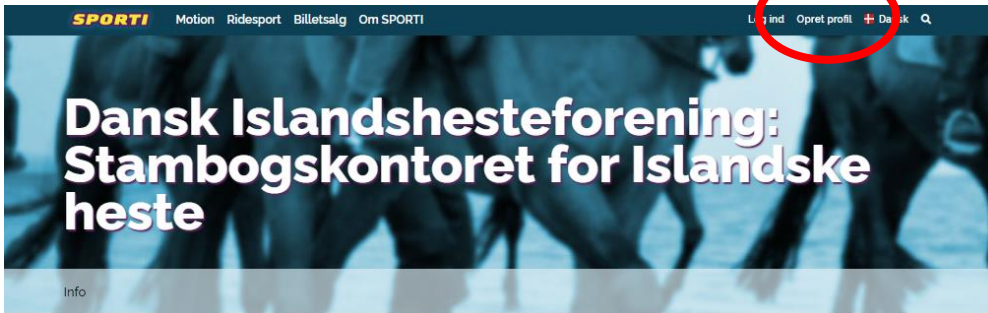 SPORTI Motion Ridesport Billetsalg Om SPORTI Log ind Opret profil Dansk
Dansk Islandshesteforening:
Stambogskontoret for Islandske
heste
Info